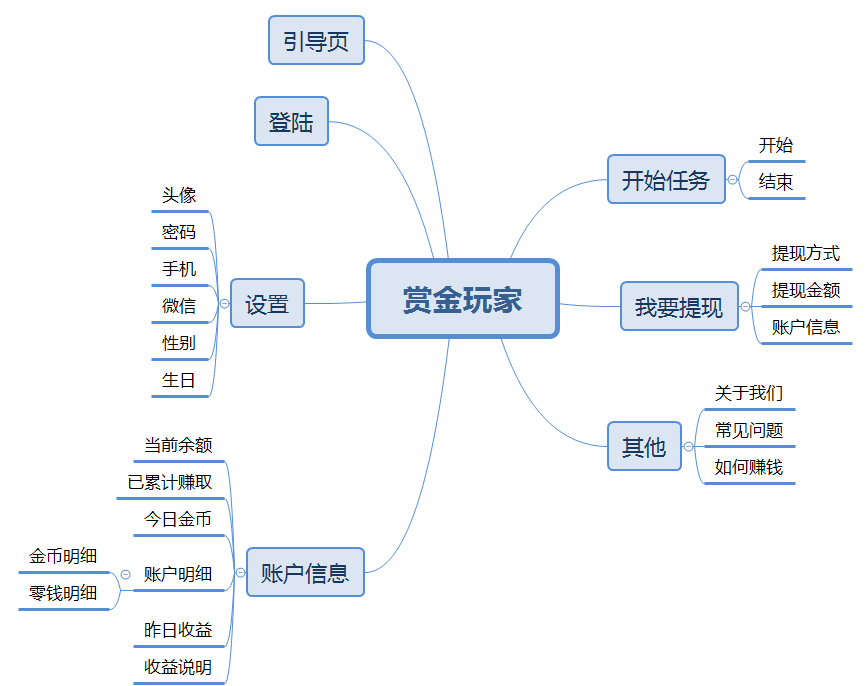 赏金玩家
引导页
登陆
设置
头像
密码
手机
微信
性别
生日
账户信息
当前余额
已累计赚取
今日金币
账户明细
金币明细
零钱明细
昨日收益
收益说明
开始任务
开始
结束
我要提现
提现方式
提现金额
账户信息
其他
关于我们
常见问题
如何赚钱